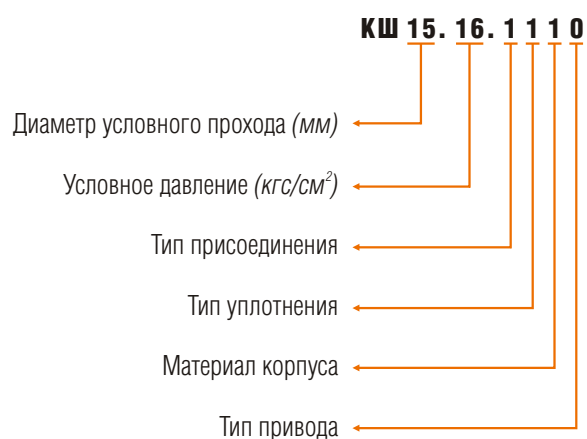 КШ 15. 16. 1 1 1 0
Диаметр условного прохода (мм)
Условное давление (кгс/см²)
Тип присоединения
Тип уплотнения
Материал корпуса
Тип привода